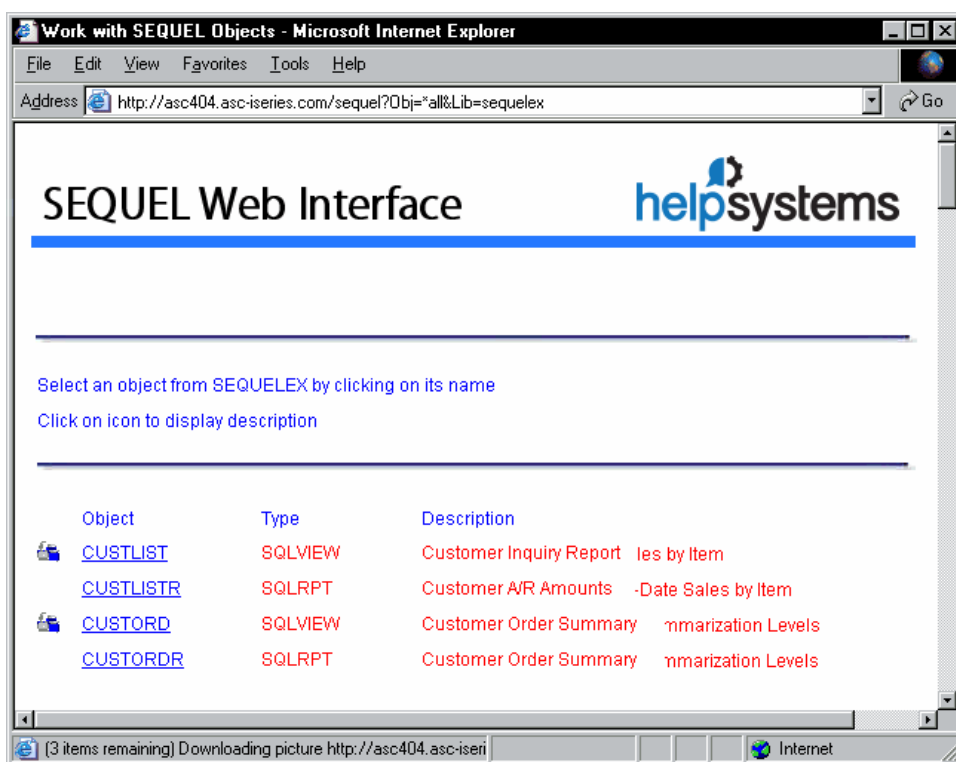 Work with SEQUEL Objects - Microsoft Internet Explorer
File Edit View Favorites Tools Help
Address http://asc404.asc-iseries.com/sequel?Obj=*all&Lib=sequelex Go
SEQUEL Web Interface helpsystems
Select an object from SEQUELEX by clicking on its name
Click on icon to display description
Object Type Description
CUSTLIST SQLVIEW Customer Inquiry Report les by Item
CUSTLISTR SQLRPT Customer A/R Amounts -Date Sales by Item
CUSTORD SQLVIEW Customer Order Summary mmarization Levels
CUSTORDR SQLRPT Customer Order Summary mmarization Levels
(3 items remaining) Downloading picture http://asc404.asc-iseri Internet